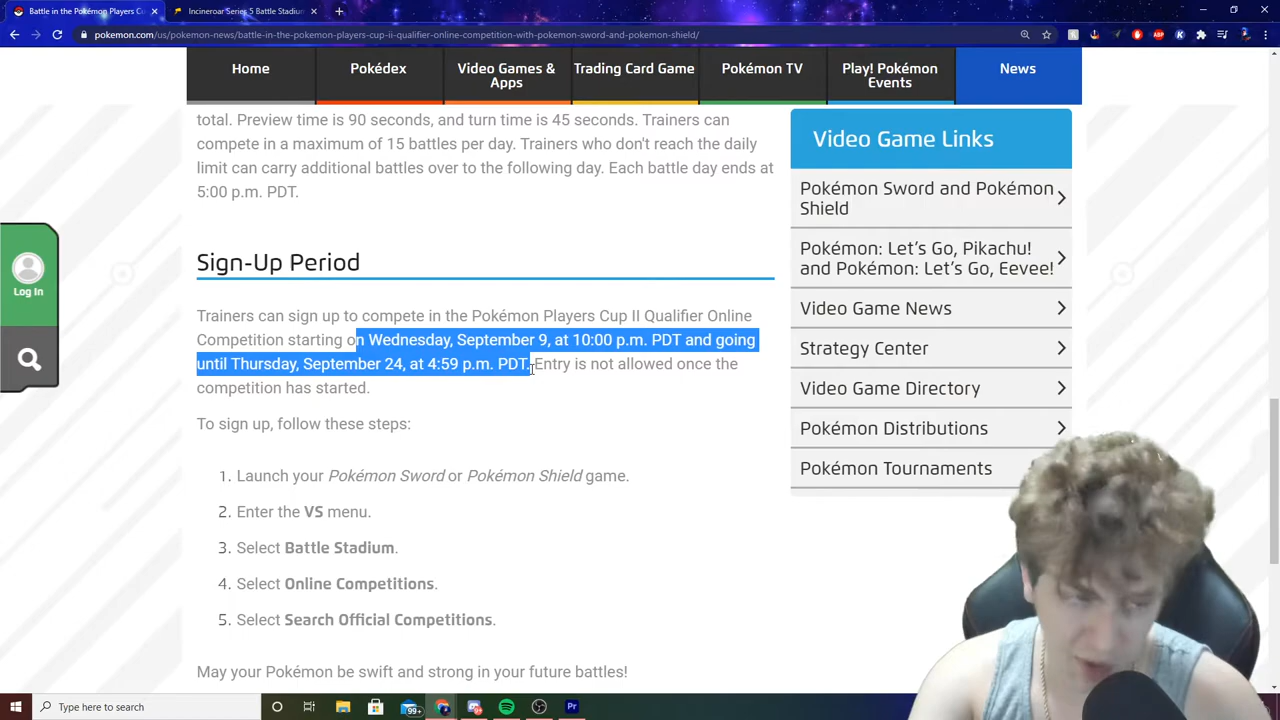 Battle in the Pokémon Players Cu
Incineroar Series 5 Battle Stadium
pokemon.com/us/pokemon-news/battle-in-the-pokemon-players-cup-ii-qualifier-online-competition-with-pokemon-sword-and-pokemon-shield/
Home
Pokédex
Video Games &
Apps
Trading Card Game
Pokémon TV
Play! Pokémon
Events
News
total. Preview time is 90 seconds, and turn time is 45 seconds. Trainers can
compete in a maximum of 15 battles per day. Trainers who don't reach the daily
limit can carry additional battles over to the following day. Each battle day ends at
5:00 p.m. PDT.
Sign-Up Period
Trainers can sign up to compete in the Pokémon Players Cup II Qualifier Online
Competition starting on Wednesday, September 9, at 10:00 p.m. PDT and going
until Thursday, September 24, at 4:59 p.m. PDT. Entry is not allowed once the
competition has started.
To sign up, follow these steps:
1. Launch your Pokémon Sword or Pokémon Shield game.
2. Enter the VS menu.
3. Select Battle Stadium.
4. Select Online Competitions.
5. Select Search Official Competitions.
May your Pokémon be swift and strong in your future battles!
Log In
Video Game Links
Pokémon Sword and Pokémon
Shield
Pokémon: Let's Go, Pikachu!
and Pokémon: Let's Go, Eevee!
Video Game News
Strategy Center
Video Game Directory
Pokémon Distributions
Pokémon Tournaments
Type here to search
99+
Pr